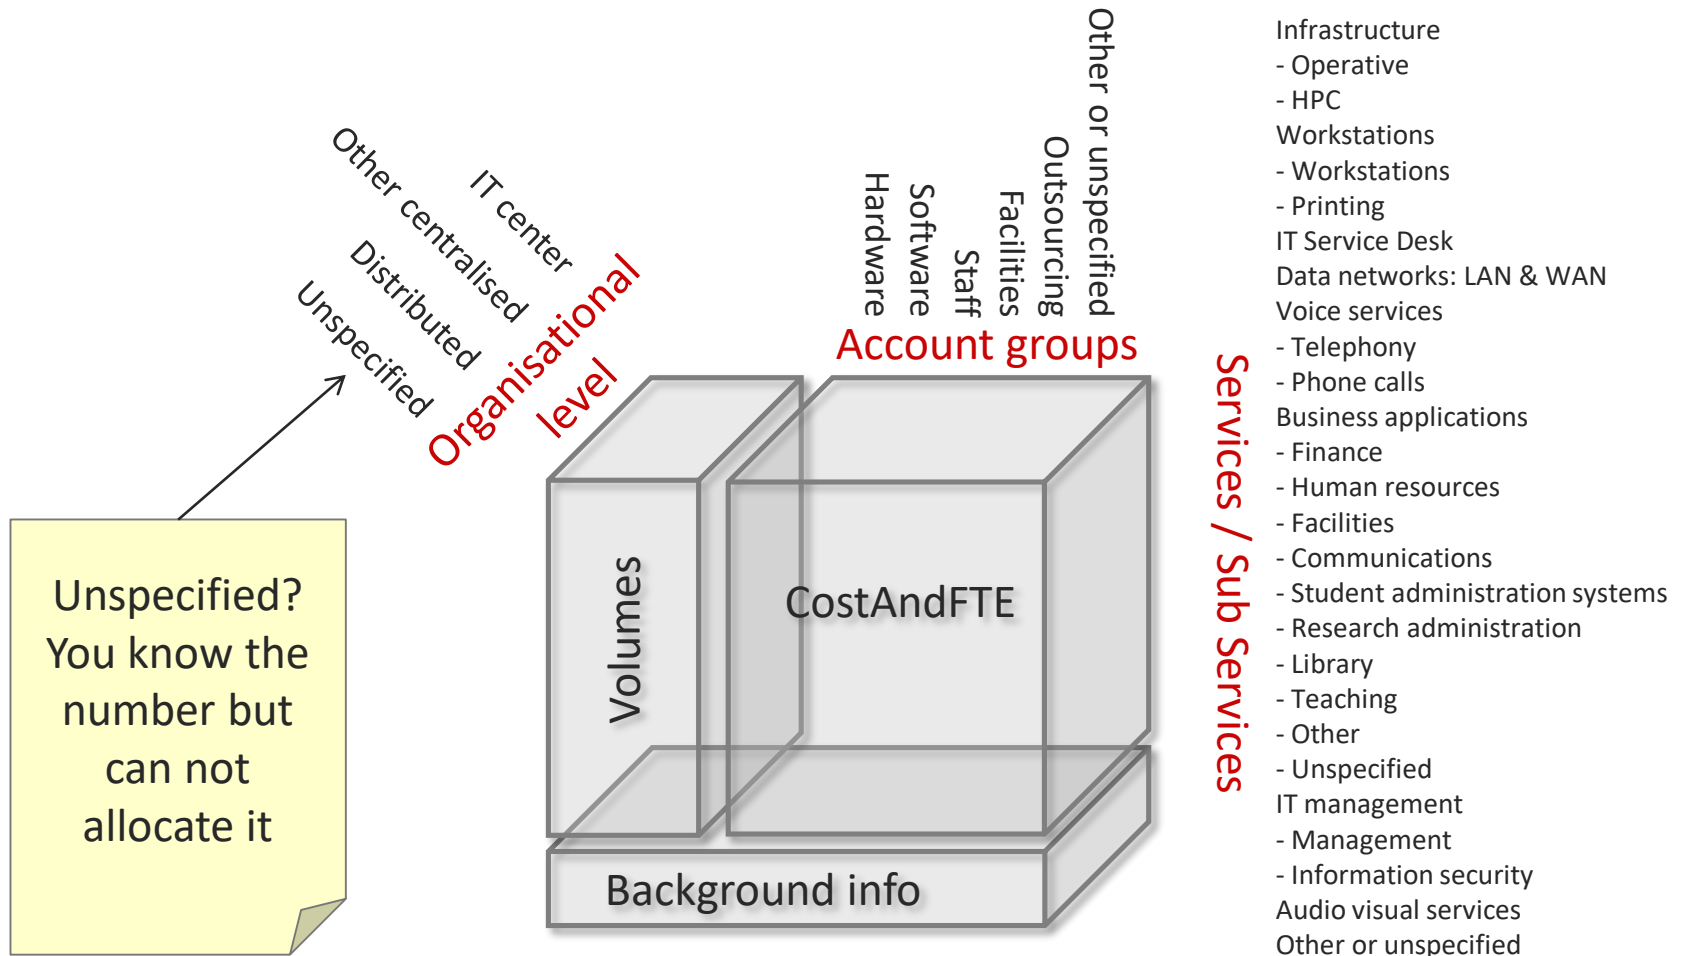 IT center
Other centralised
Distributed
Unspecified
Organisational
level
Hardware
Software
Staff
Facilities
Outsourcing
Other or unspecified
Account groups
Unspecified?
You know the
number but
can not
allocate it
Volumes
CostAndFTE
Background info
Services / Sub Services
Infrastructure
- Operative
- HPC
Workstations
- Workstations
- Printing
IT Service Desk
Data networks: LAN & WAN
Voice services
- Telephony
- Phone calls
Business applications
- Finance
- Human resources
- Facilities
- Communications
- Student administration systems
- Research administration
- Library
- Teaching
- Other
- Unspecified
IT management
- Management
- Information security
Audio visual services
Other or unspecified